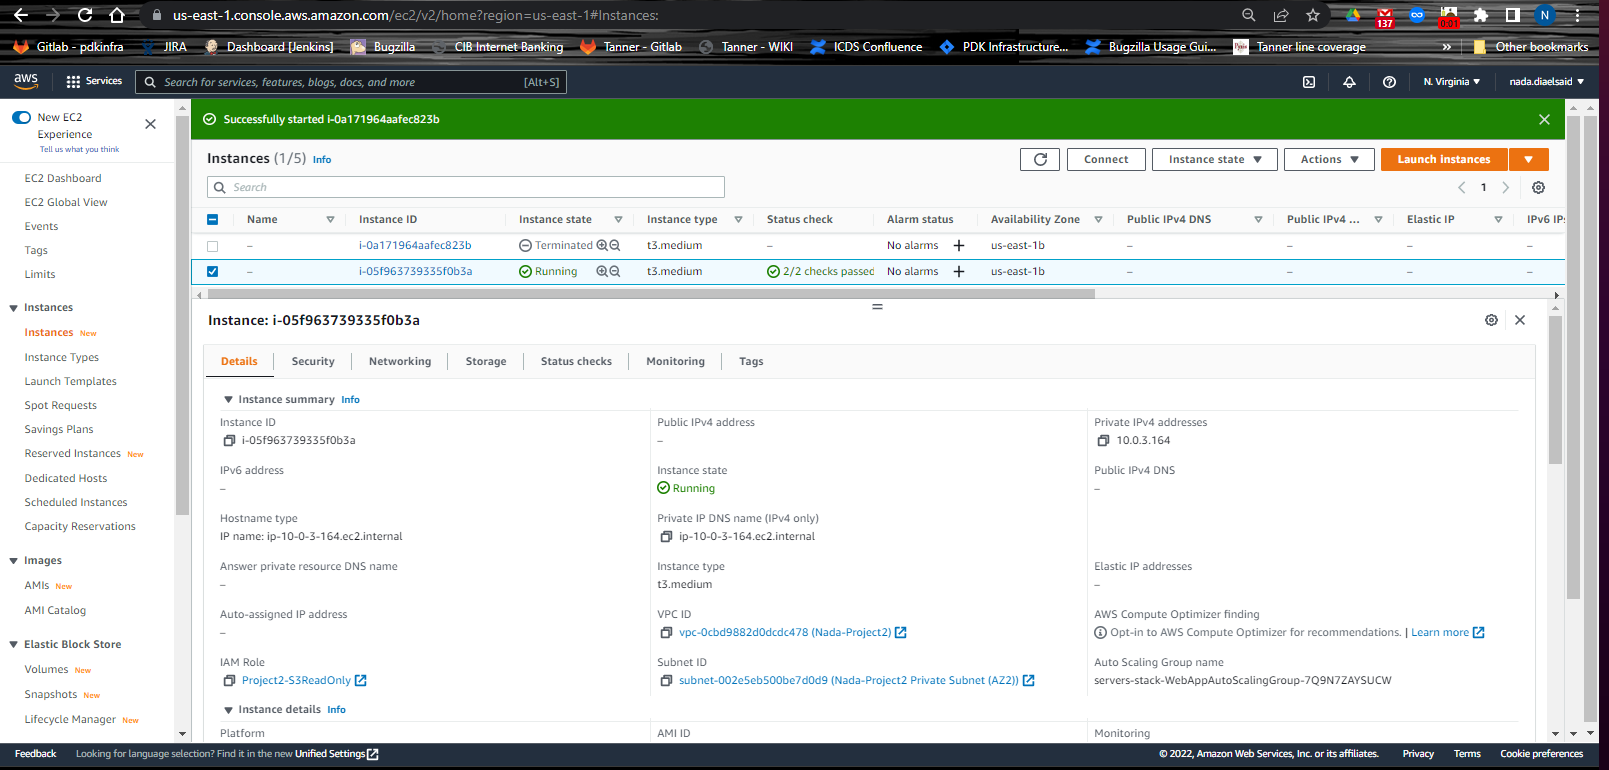 us-east-1.console.aws.amazon.com/ec2/v2/home?region=us-east-1#Instances:
137
0:01
N
Gitlab - pdkinfra
JIRA
Dashboard [Jenkins]
Bugzilla
CIB Internet Banking
Tanner - Gitlab
Tanner - WIKI
ICDS Confluence
PDK Infrastructure...
Bugzilla Usage Gui...
Tanner line coverage
»
Other bookmarks
aws
Services
Search for services, features, blogs, docs, and more
[Alt+S]
N. Virginia
nada.diaelsaid
New EC2
Experience
Tell us what you think
EC2 Dashboard
EC2 Global View
Events
Tags
Limits
Instances
Instances New
Instance Types
Launch Templates
Spot Requests
Savings Plans
Reserved Instances New
Dedicated Hosts
Scheduled Instances
Capacity Reservations
Images
AMIs New
AMI Catalog
Elastic Block Store
Volumes New
Snapshots New
Lifecycle Manager New
Successfully started i-0a171964aafec823b
Instances (1/5) Info
Connect
Instance state
Actions
Launch instances
Search
1
Name Instance ID Instance state Instance type Status check Alarm status Availability Zone Public IPv4 DNS Public IPv4 ... Elastic IP IPv6 IPs
– i-0a171964aafec823b Terminated t3.medium – No alarms + us-east-1b – – – –
– i-05f963739335f0b3a Running t3.medium 2/2 checks passed No alarms + us-east-1b – – – –
Instance: i-05f963739335f0b3a
Details Security Networking Storage Status checks Monitoring Tags
Instance summary Info
Instance ID
i-05f963739335f0b3a
Public IPv4 address
–
Private IPv4 addresses
10.0.3.164
IPv6 address
–
Instance state
Running
Public IPv4 DNS
–
Hostname type
IP name: ip-10-0-3-164.ec2.internal
Private IP DNS name (IPv4 only)
ip-10-0-3-164.ec2.internal
Answer private resource DNS name
–
Instance type
t3.medium
Elastic IP addresses
–
Auto-assigned IP address
–
VPC ID
vpc-0cbd9882d0dcdc478 (Nada-Project2)
AWS Compute Optimizer finding
Opt-in to AWS Compute Optimizer for recommendations. | Learn more
IAM Role
Project2-S3ReadOnly
Subnet ID
subnet-002e5eb500be7d0d9 (Nada-Project2 Private Subnet (AZ2))
Auto Scaling Group name
servers-stack-WebAppAutoScalingGroup-7Q9N7ZAYSUCW
Instance details Info
Platform
AMI ID
Monitoring
Feedback
Looking for language selection? Find it in the new Unified Settings
© 2022, Amazon Web Services, Inc. or its affiliates.
Privacy
Terms
Cookie preferences